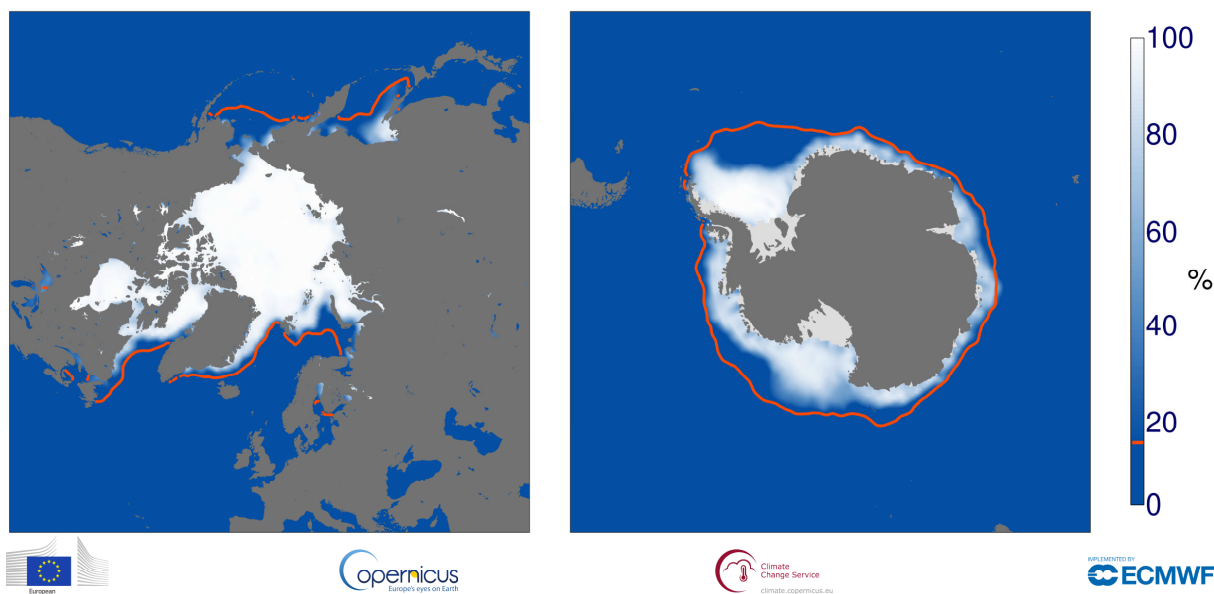 100
80
60
%
40
20
0
European
opernicus
Europe's eyes on Earth
Climate
Change Service
climate.copernicus.eu
IMPLEMENTED BY
ECMWF